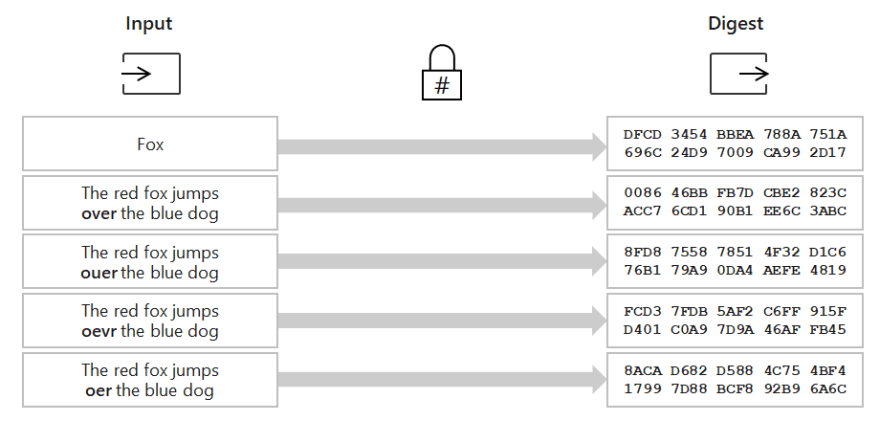 Input
Digest
#
Fox
DFCD 3454 BBEA 788A 751A
696C 24D9 7009 CA99 2D17
The red fox jumps
over the blue dog
0086 46BB FB7D CBE2 823C
ACC7 6CD1 90B1 EE6C 3ABC
The red fox jumps
ouer the blue dog
8FD8 7558 7851 4F32 D1C6
76B1 79A9 0DA4 AEFE 4819
The red fox jumps
oevr the blue dog
FCD3 7FDB 5AF2 C6FF 915F
D401 C0A9 7D9A 46AF FB45
The red fox jumps
oer the blue dog
8ACA D682 D588 4C75 4BF4
1799 7D88 BCF8 92B9 6A6C